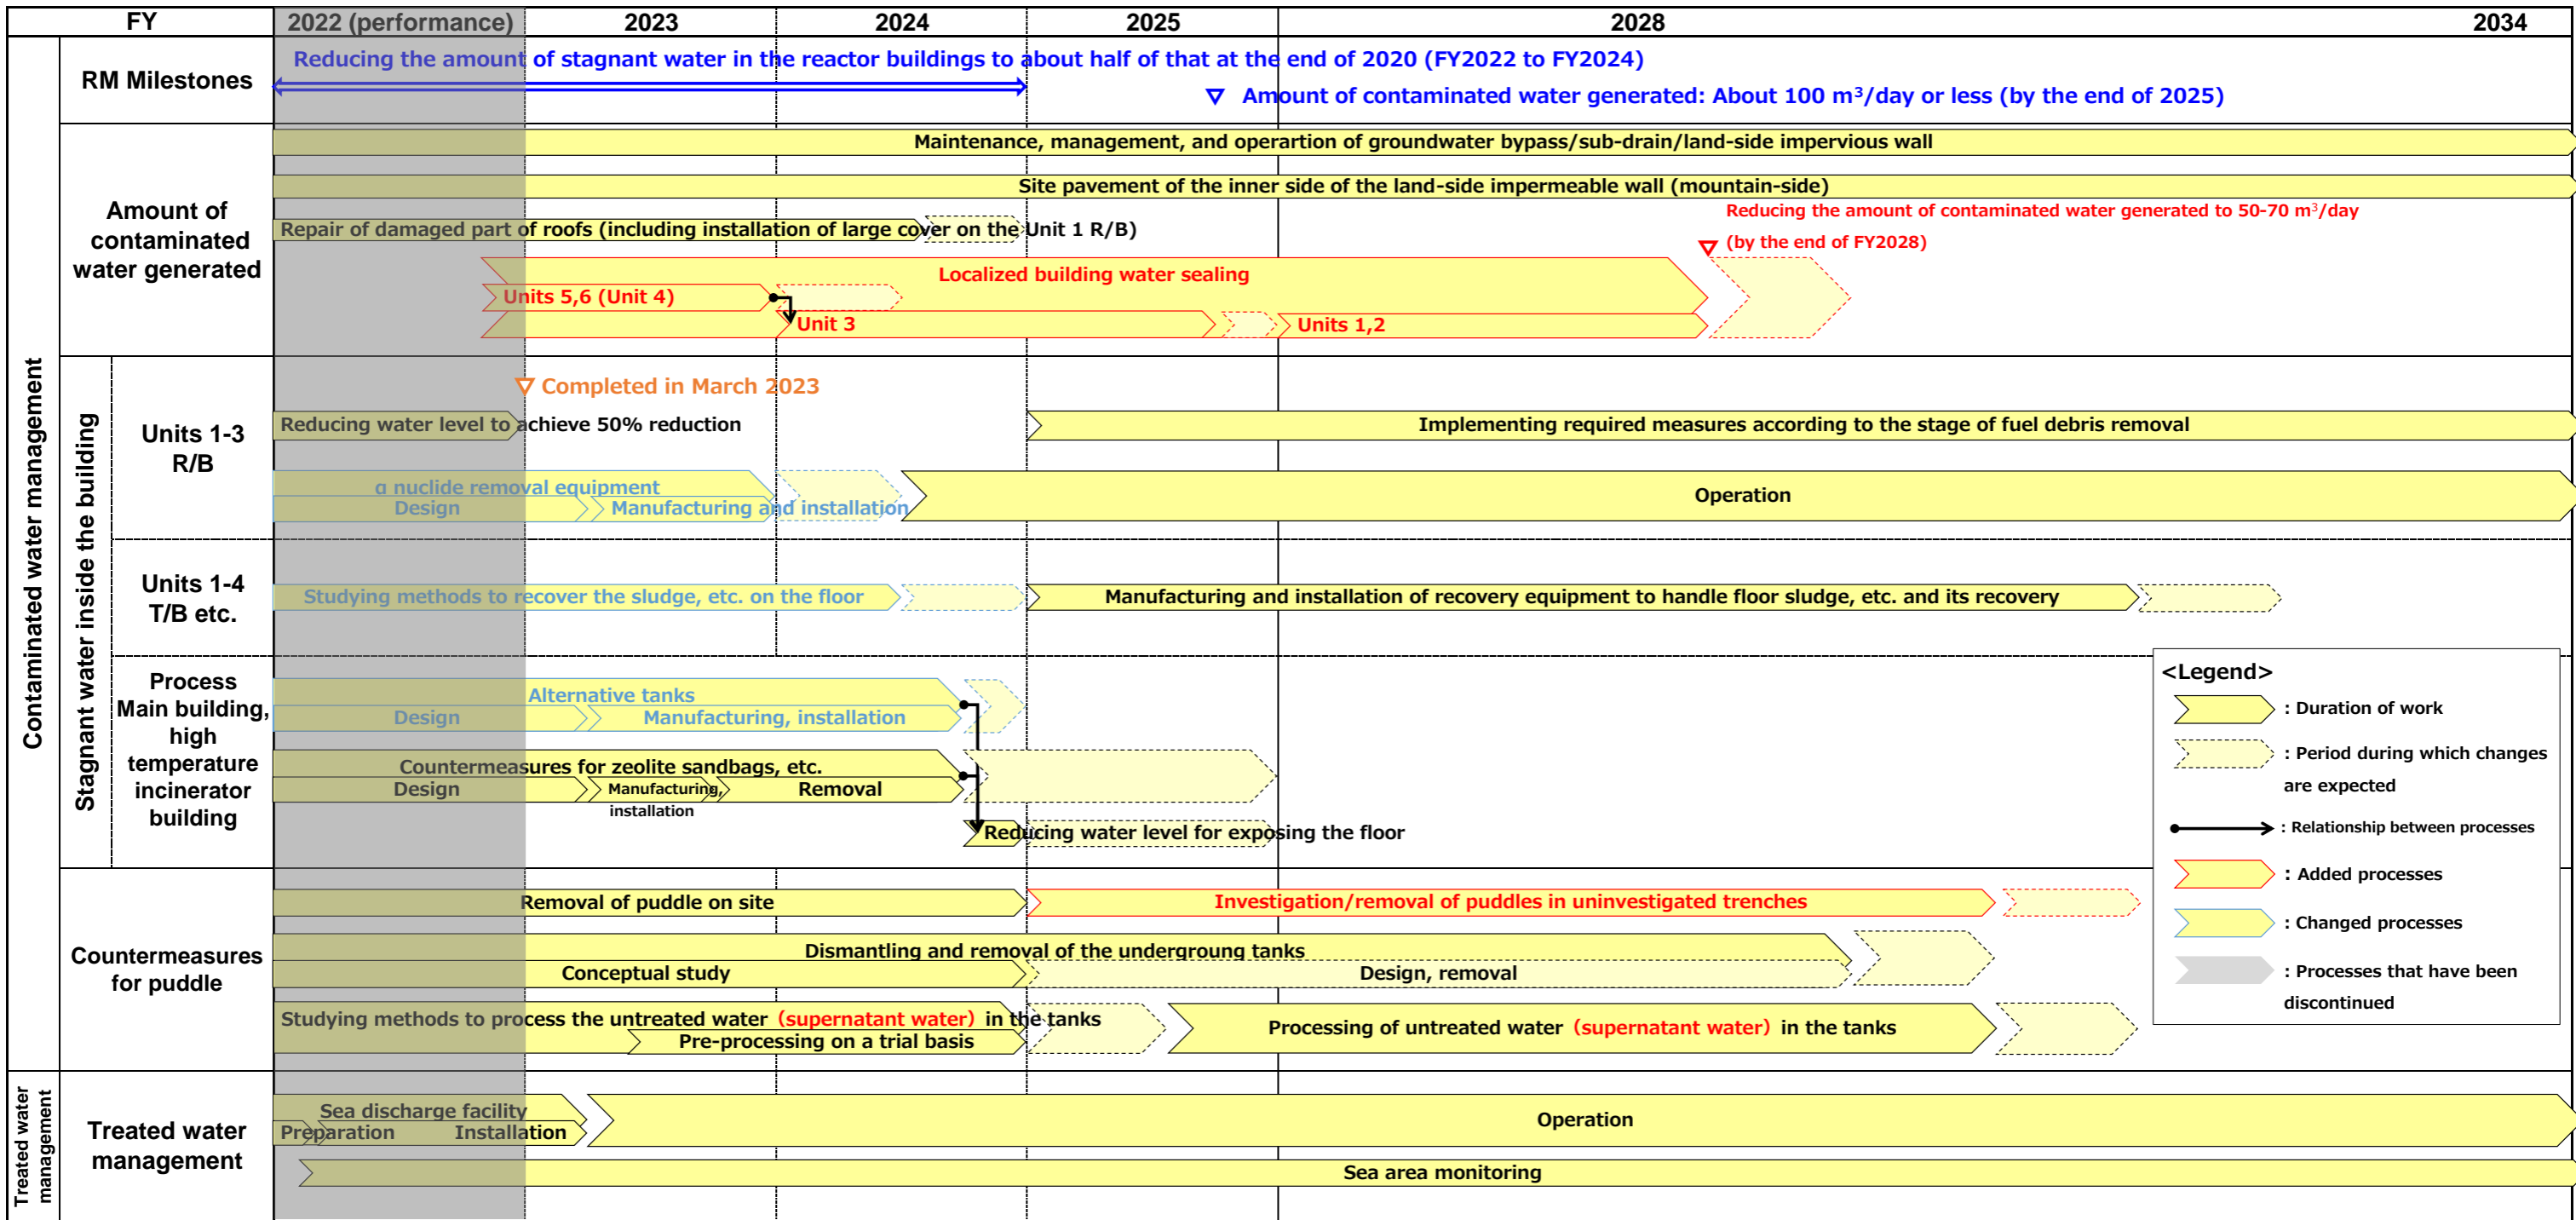 FY
2022 (performance)
2023
2024
2025
2028
2034
Contaminated water management
RM Milestones
Reducing the amount of stagnant water in the reactor buildings to about half of that at the end of 2020 (FY2022 to FY2024)
Amount of contaminated water generated: About 100 m³/day or less (by the end of 2025)
Amount of
contaminated
water generated
Maintenance, management, and operartion of groundwater bypass/sub-drain/land-side impervious wall
Site pavement of the inner side of the land-side impermeable wall (mountain-side)
Repair of damaged part of roofs (including installation of large cover on the Unit 1 R/B)
Reducing the amount of contaminated water generated to 50-70 m³/day
(by the end of FY2028)
Localized building water sealing
Units 5,6 (Unit 4)
Unit 3
Units 1,2
Stagnant water inside the building
Units 1-3
R/B
Completed in March 2023
Reducing water level to achieve 50% reduction
Implementing required measures according to the stage of fuel debris removal
α nuclide removal equipment
Design
Manufacturing and installation
Operation
Units 1-4
T/B etc.
Studying methods to recover the sludge, etc. on the floor
Manufacturing and installation of recovery equipment to handle floor sludge, etc. and its recovery
Process
Main building,
high
temperature
incinerator
building
Alternative tanks
Design
Manufacturing, installation
Countermeasures for zeolite sandbags, etc.
Design
Manufacturing,
installation
Removal
Reducing water level for exposing the floor
Countermeasures
for puddle
Removal of puddle on site
Investigation/removal of puddles in uninvestigated trenches
Dismantling and removal of the undergroung tanks
Conceptual study
Design, removal
Studying methods to process the untreated water (supernatant water) in the tanks
Pre-processing on a trial basis
Processing of untreated water (supernatant water) in the tanks
<Legend>
: Duration of work
: Period during which changes
are expected
: Relationship between processes
: Added processes
: Changed processes
: Processes that have been
discontinued
Treated water
management
Treated water
management
Sea discharge facility
Preparation
Installation
Operation
Sea area monitoring